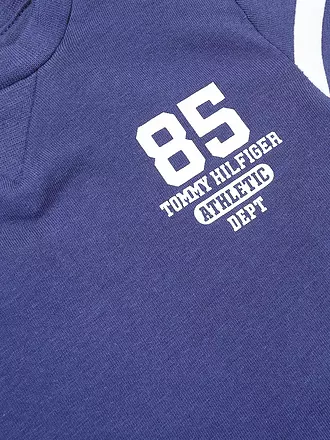 85
TOMMY HILFIGER
ATHLETIC
DEPT